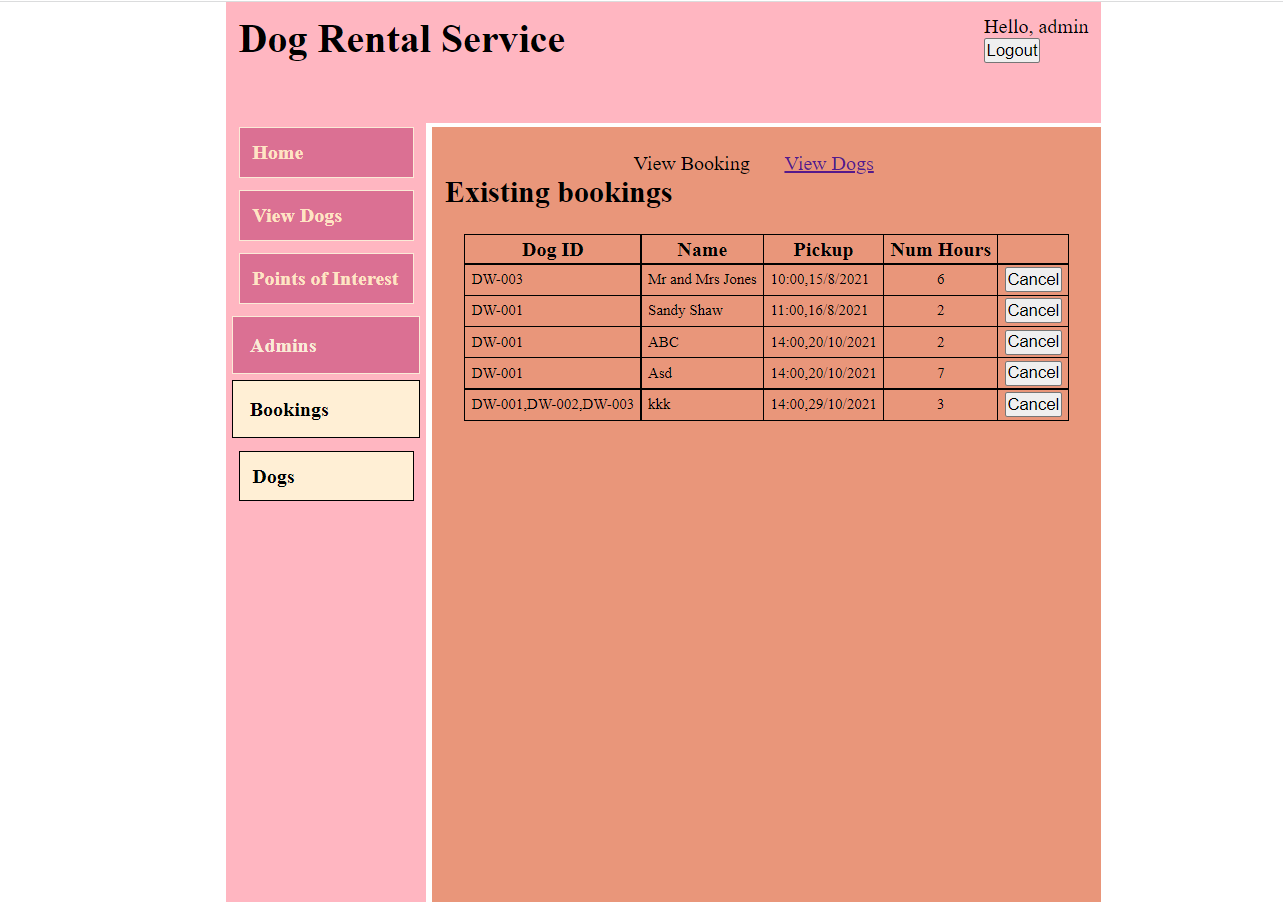 Dog Rental Service
Hello, admin
Logout
Home
View Dogs
Points of Interest
Admins
Bookings
Dogs
View Booking View Dogs
Existing bookings
Dog ID Name Pickup Num Hours
DW-003 Mr and Mrs Jones 10:00,15/8/2021 6 Cancel
DW-001 Sandy Shaw 11:00,16/8/2021 2 Cancel
DW-001 ABC 14:00,20/10/2021 2 Cancel
DW-001 Asd 14:00,20/10/2021 7 Cancel
DW-001,DW-002,DW-003 kkk 14:00,29/10/2021 3 Cancel